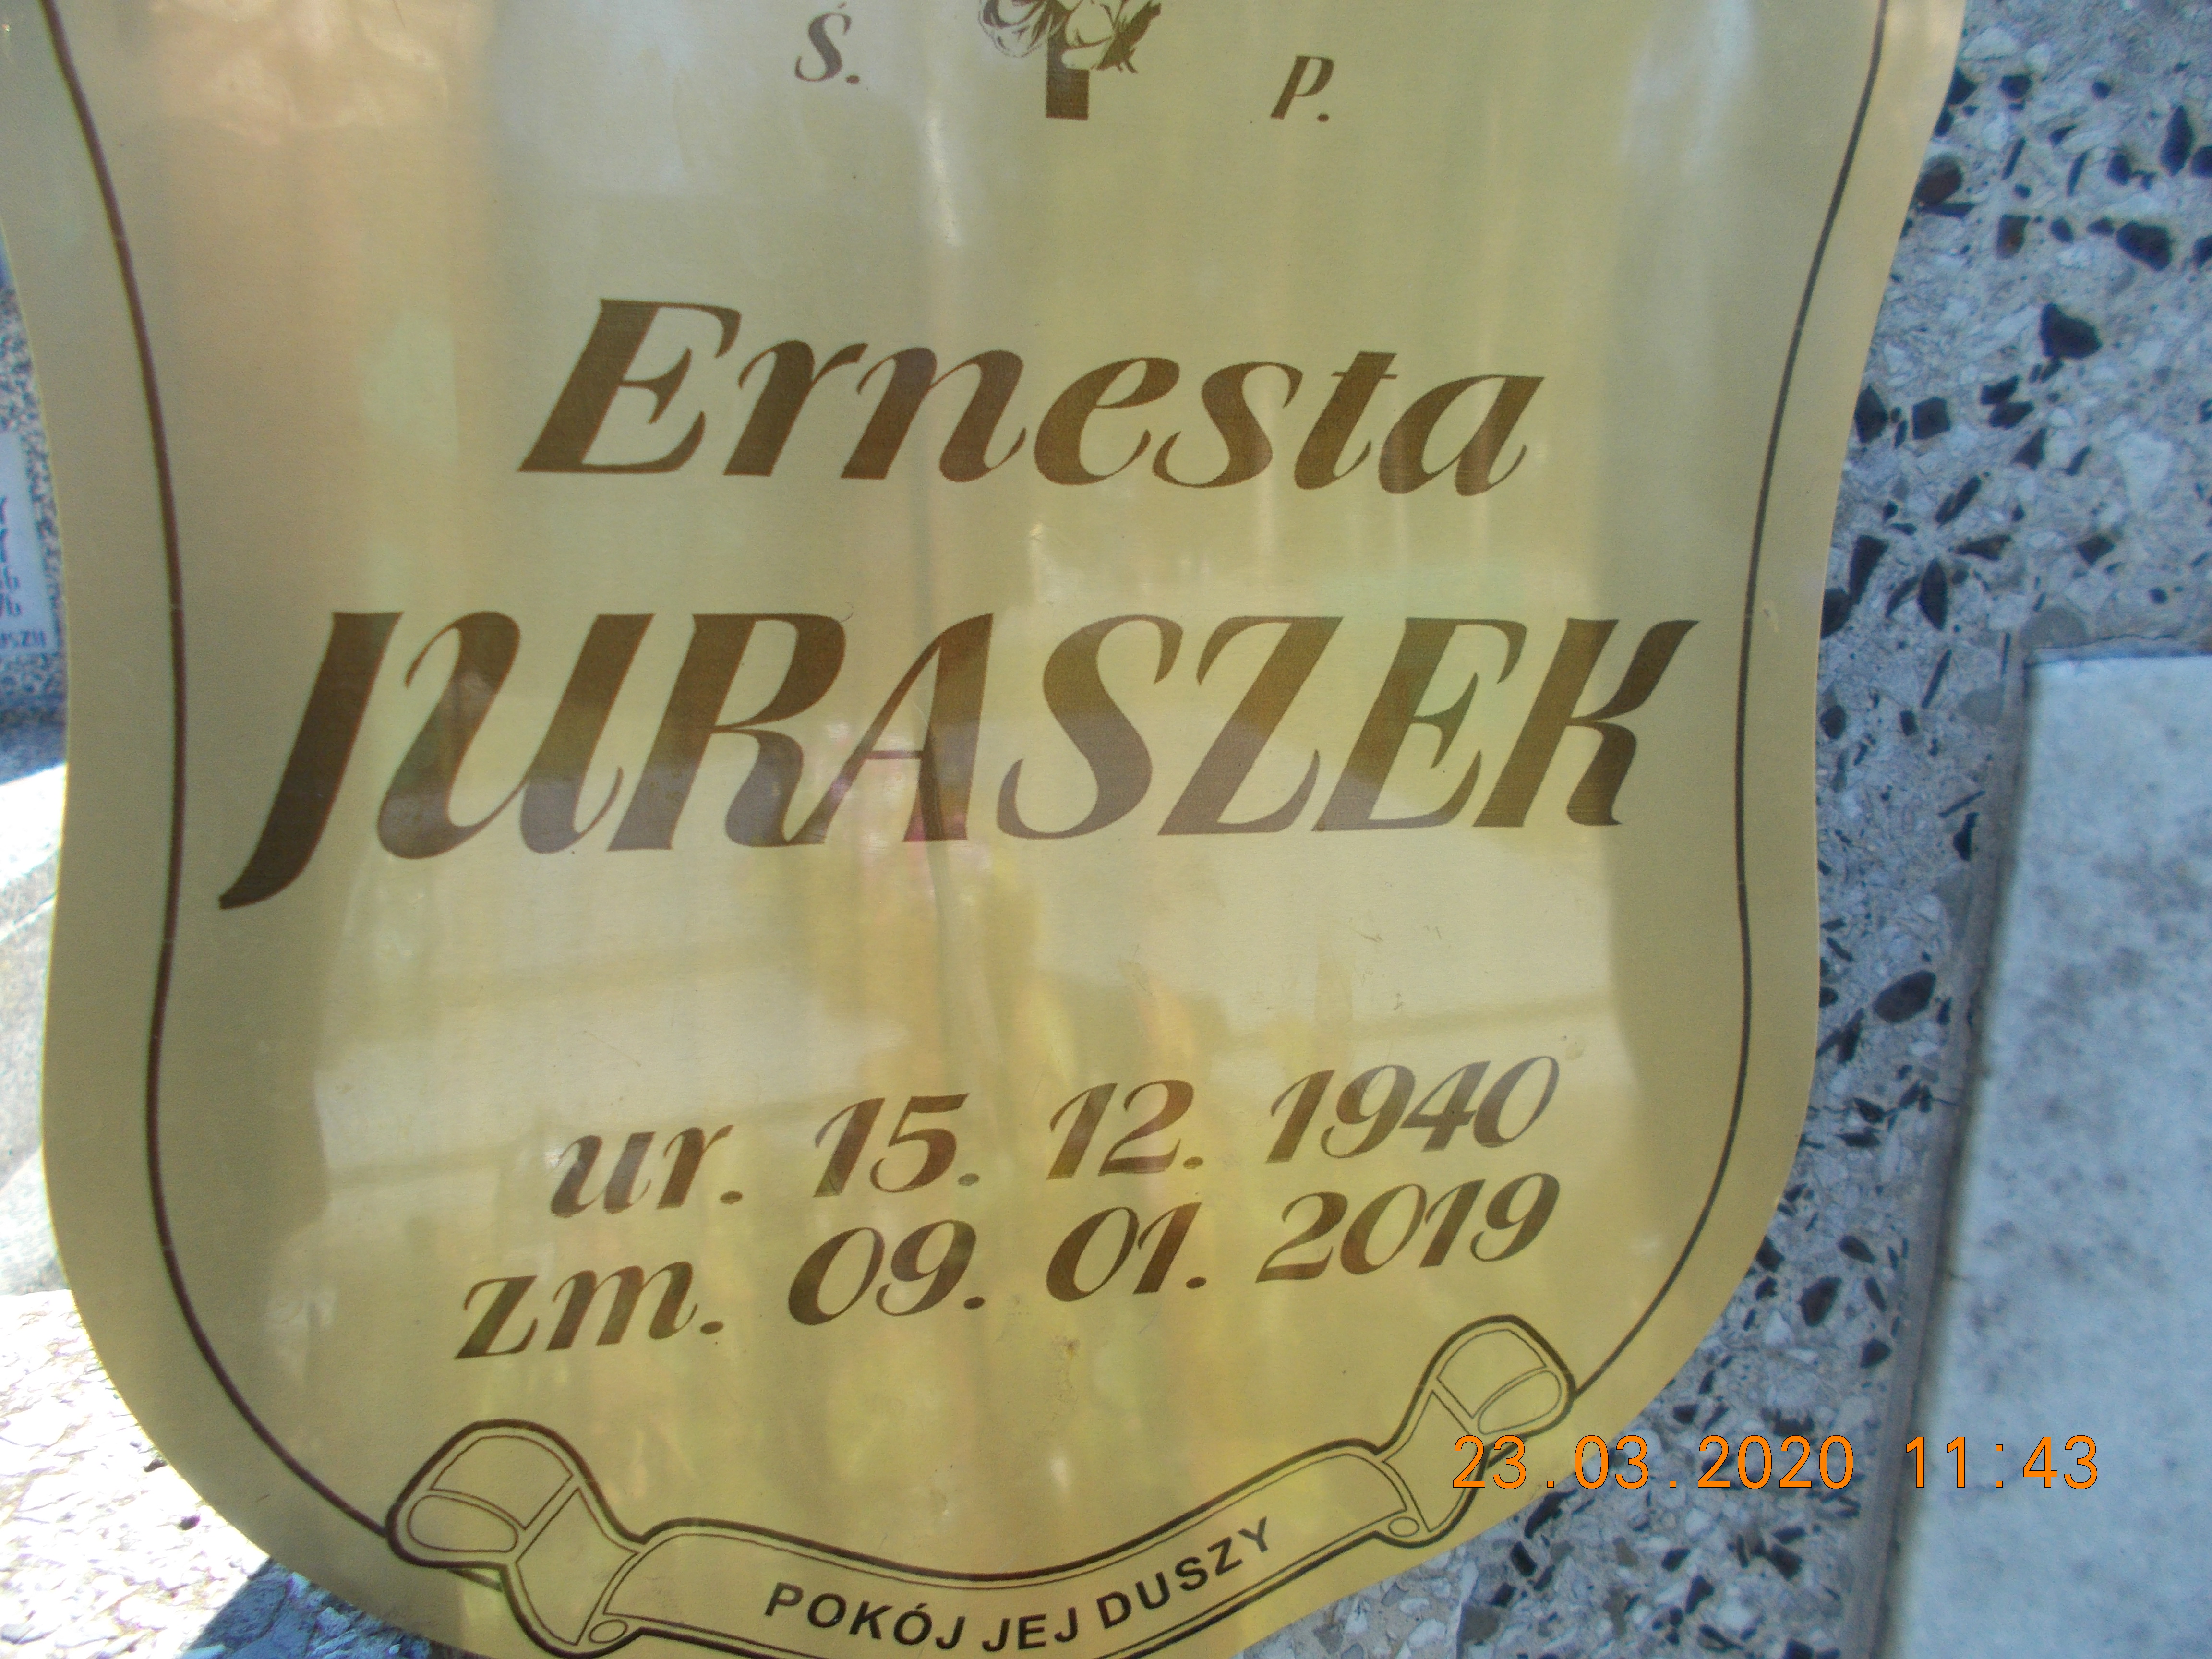 Ś. P.
Ernesta
JURASZEK
ur. 15. 12. 1940
zm. 09. 01. 2019
POKÓJ JEJ DUSZY
23.03.2020 11:43